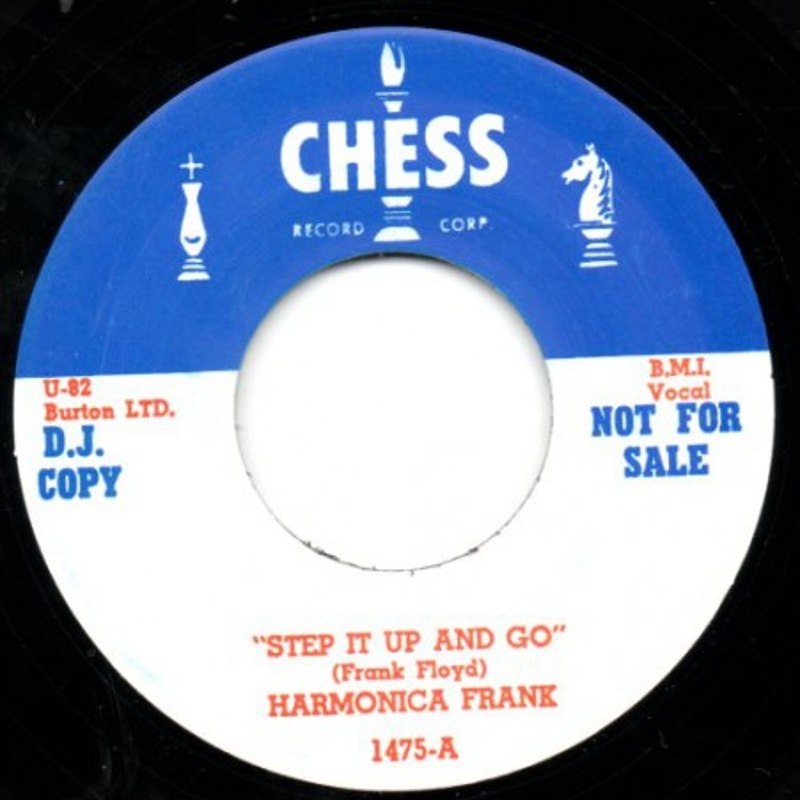 CHESS
RECORD CORP.
U-82
Burton LTD.
D.J.
COPY
B.M.I.
Vocal
NOT FOR
SALE
"STEP IT UP AND GO"
(Frank Floyd)
HARMONICA FRANK
1475-A